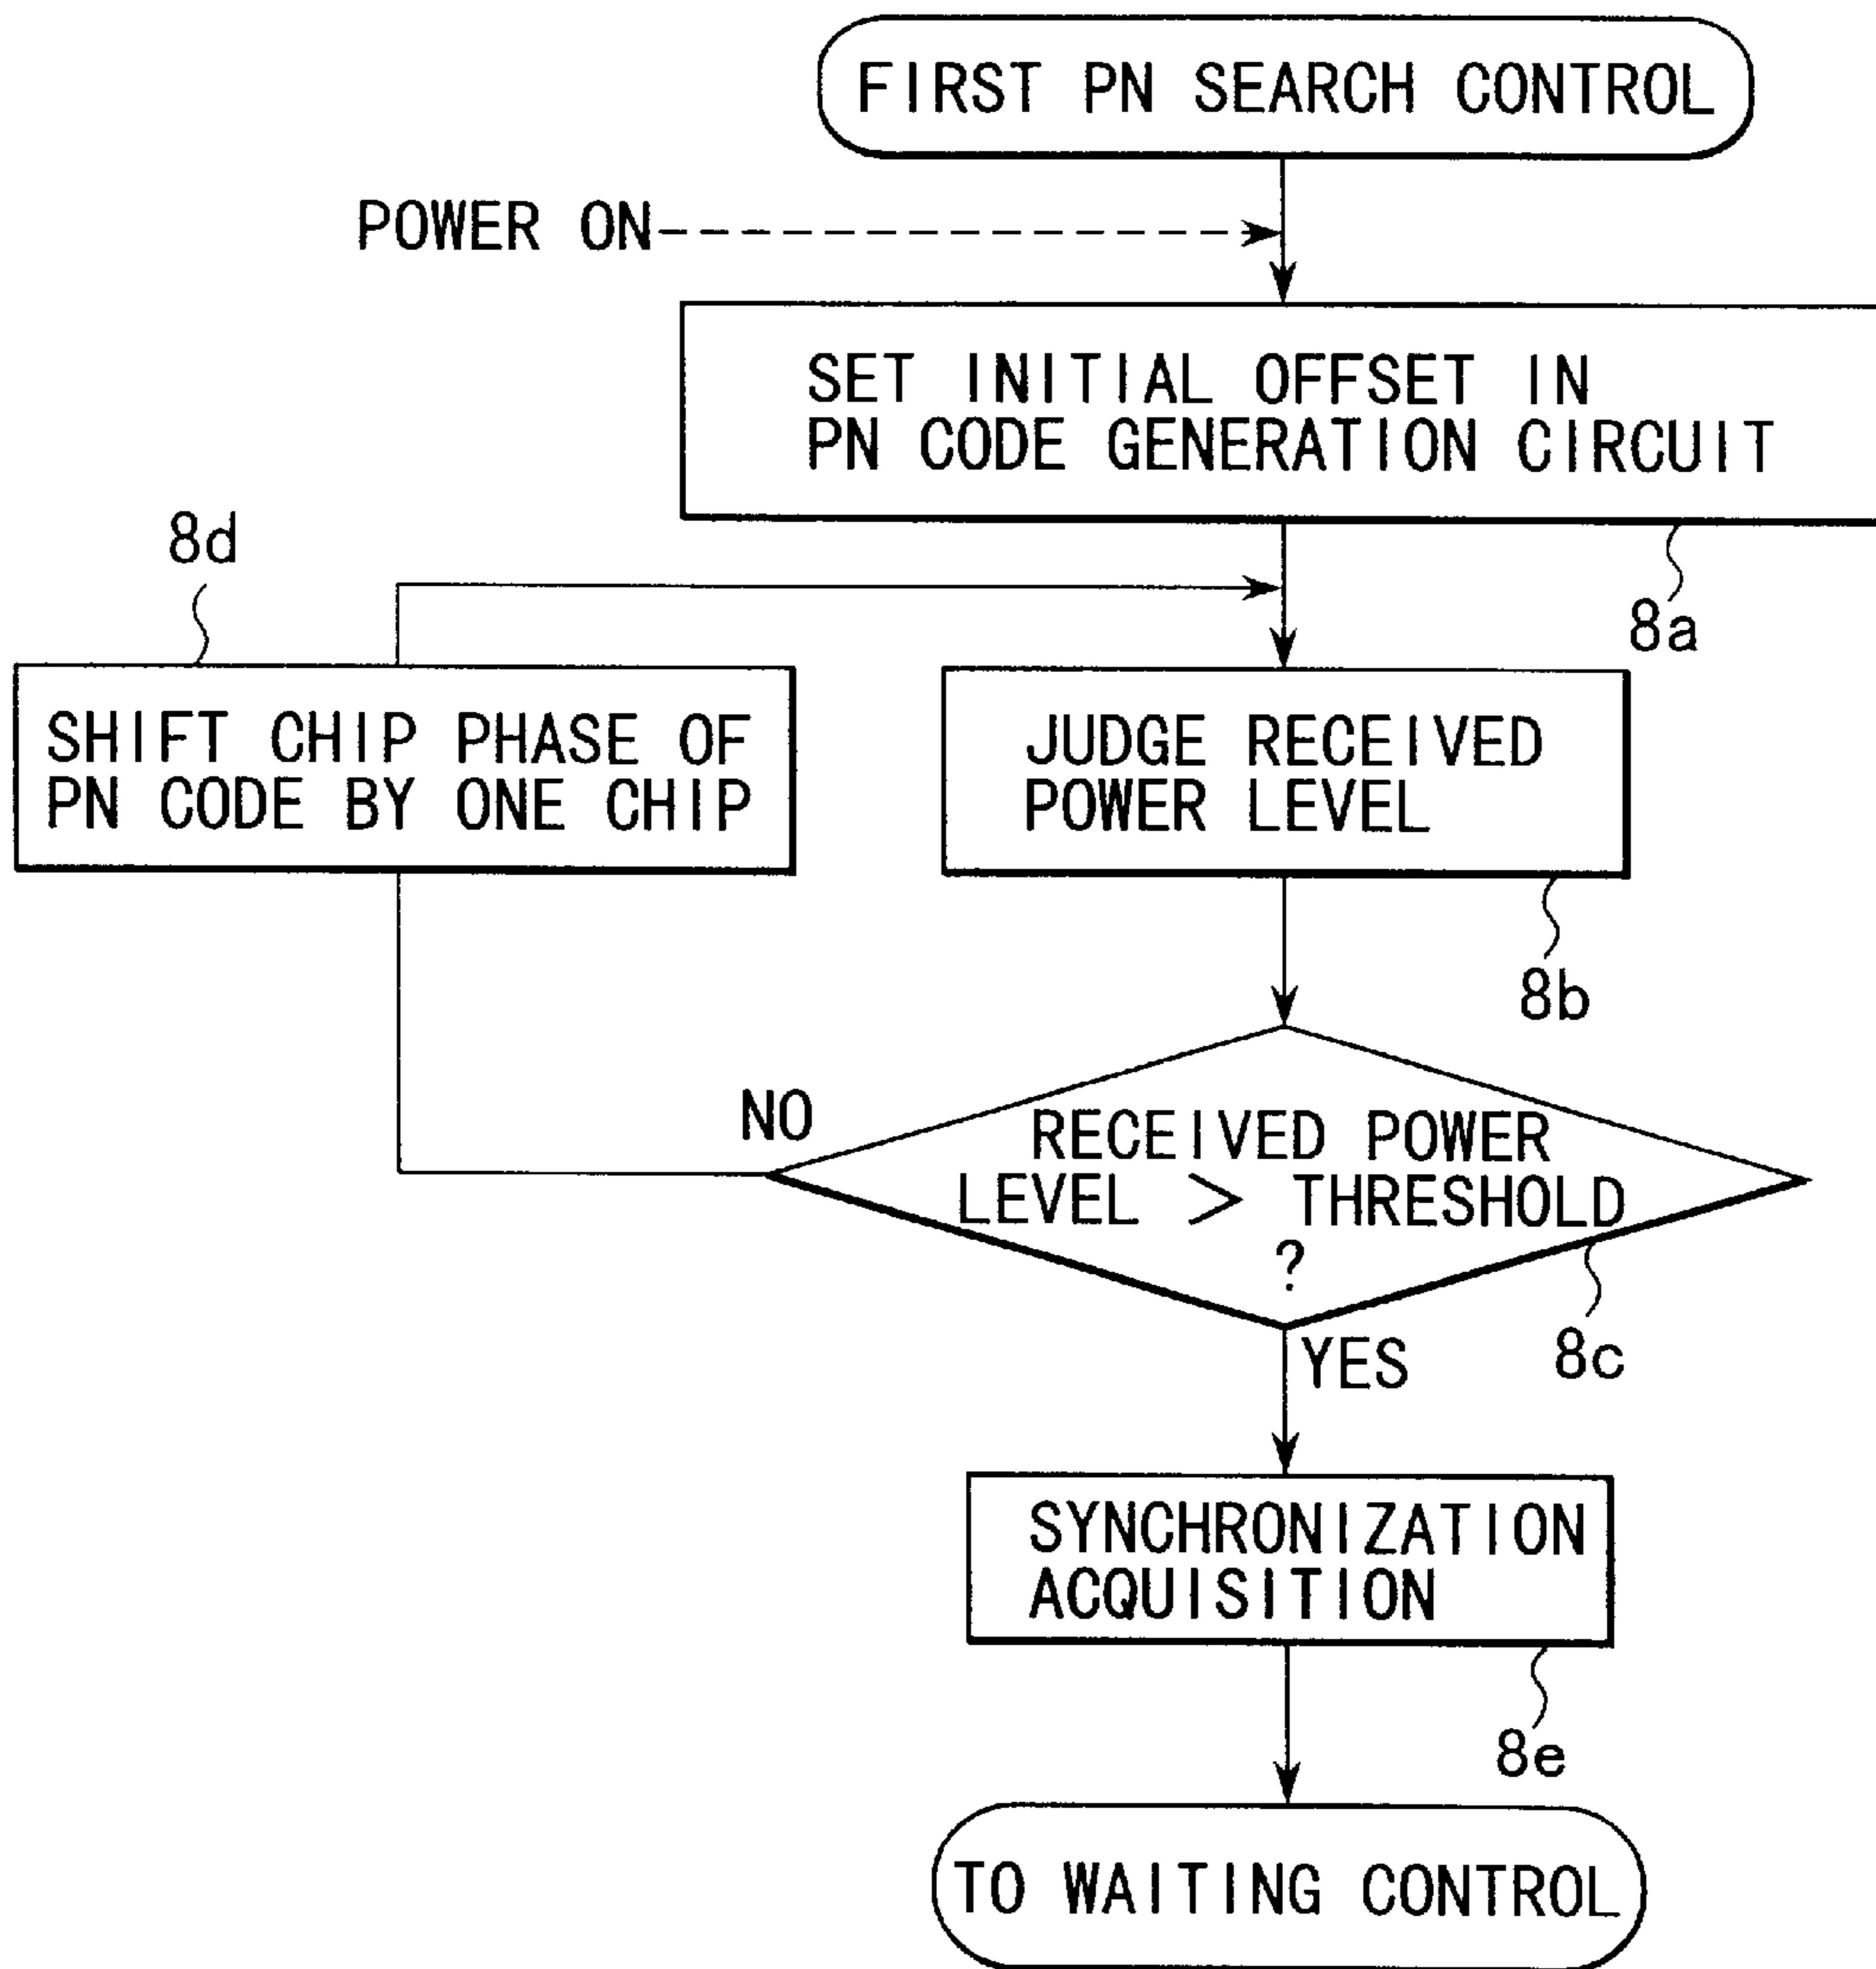 FIRST PN SEARCH CONTROL
POWER ON
SET INITIAL OFFSET IN
PN CODE GENERATION CIRCUIT
8a
8d
SHIFT CHIP PHASE OF
PN CODE BY ONE CHIP
JUDGE RECEIVED
POWER LEVEL
8b
NO
RECEIVED POWER
LEVEL > THRESHOLD
?
8c
YES
SYNCHRONIZATION
ACQUISITION
8e
TO WAITING CONTROL